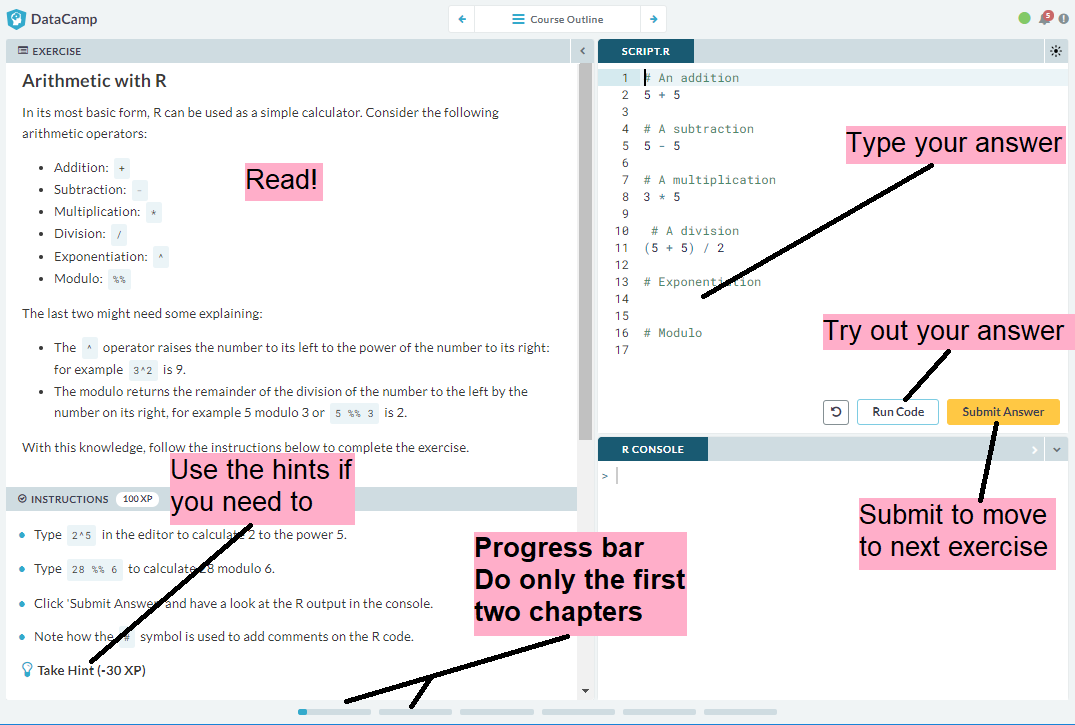 DataCamp
Course Outline
5
EXERCISE
Arithmetic with R
In its most basic form, R can be used as a simple calculator. Consider the following
arithmetic operators:
• Addition: +
• Subtraction: -
• Multiplication: *
• Division: /
• Exponentiation: ^
• Modulo: %%
Read!
The last two might need some explaining:
• The ^ operator raises the number to its left to the power of the number to its right:
for example 3^2 is 9.
• The modulo returns the remainder of the division of the number to the left by the
number on its right, for example 5 modulo 3 or 5 %% 3 is 2.
With this knowledge, follow the instructions below to complete the exercise.
Use the hints if
you need to
INSTRUCTIONS 100 XP
• Type 2^5 in the editor to calculate 2 to the power 5.
• Type 28 %% 6 to calculate 28 modulo 6.
• Click 'Submit Answer' and have a look at the R output in the console.
• Note how the # symbol is used to add comments on the R code.
Take Hint (-30 XP)
Progress bar
Do only the first
two chapters
SCRIPT.R
1 # An addition
2 5 + 5
3
4 # A subtraction
5 5 - 5
6
7 # A multiplication
8 3 * 5
9
10 # A division
11 (5 + 5) / 2
12
13 # Exponentiation
14
15
16 # Modulo
17
Type your answer
Try out your answer
Run Code
Submit Answer
R CONSOLE
>
Submit to move
to next exercise